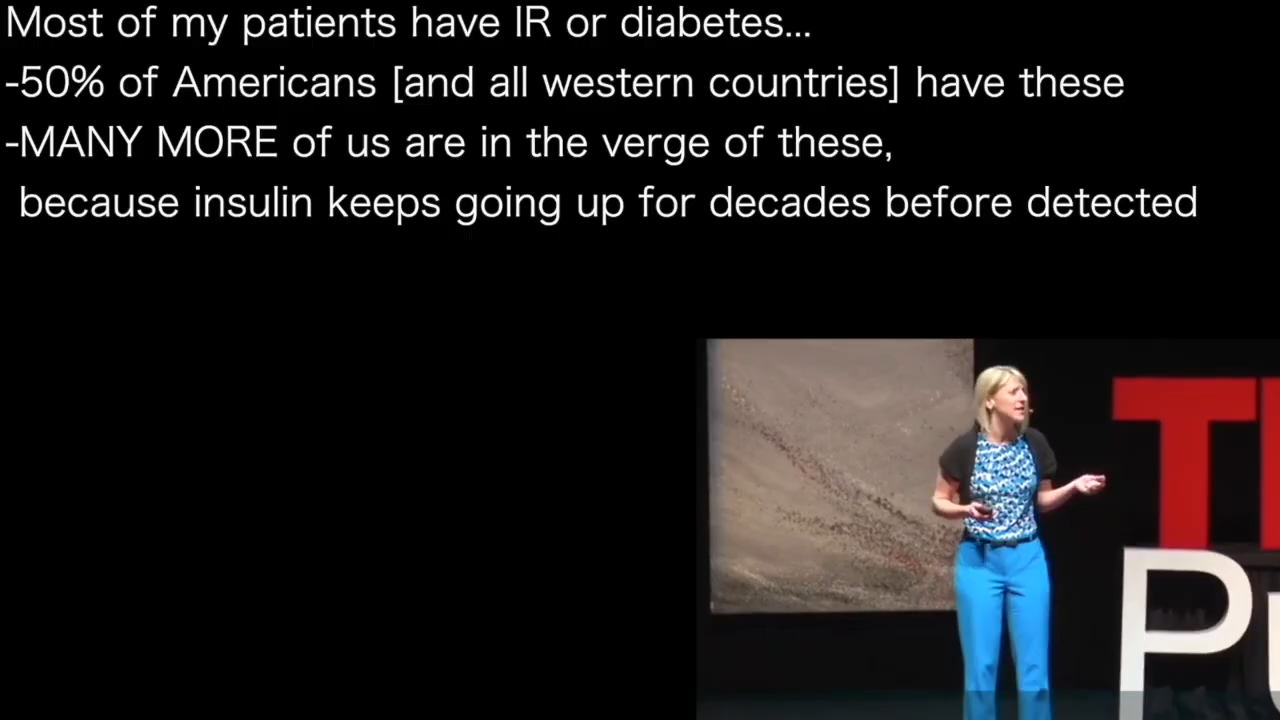 Most of my patients have IR or diabetes...
-50% of Americans [and all western countries] have these
-MANY MORE of us are in the verge of these,
because insulin keeps going up for decades before detected
T
P